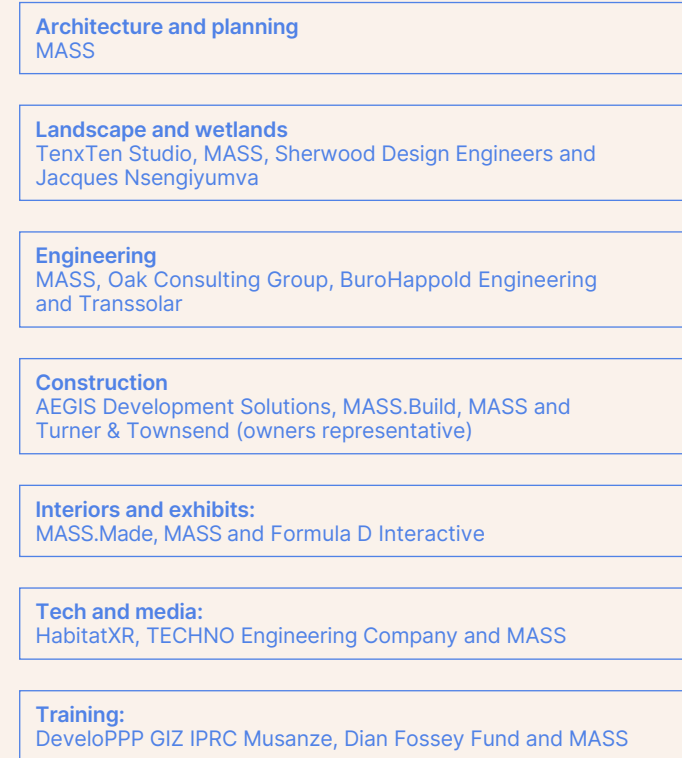 Architecture and planning
MASS
Landscape and wetlands
TenxTen Studio, MASS, Sherwood Design Engineers and
Jacques Nsengiyumva
Engineering
MASS, Oak Consulting Group, BuroHappold Engineering
and Transsolar
Construction
AEGIS Development Solutions, MASS.Build, MASS and
Turner & Townsend (owners representative)
Interiors and exhibits:
MASS.Made, MASS and Formula D Interactive
Tech and media:
HabitatXR, TECHNO Engineering Company and MASS
Training:
DeveloPPP GIZ IPRC Musanze, Dian Fossey Fund and MASS